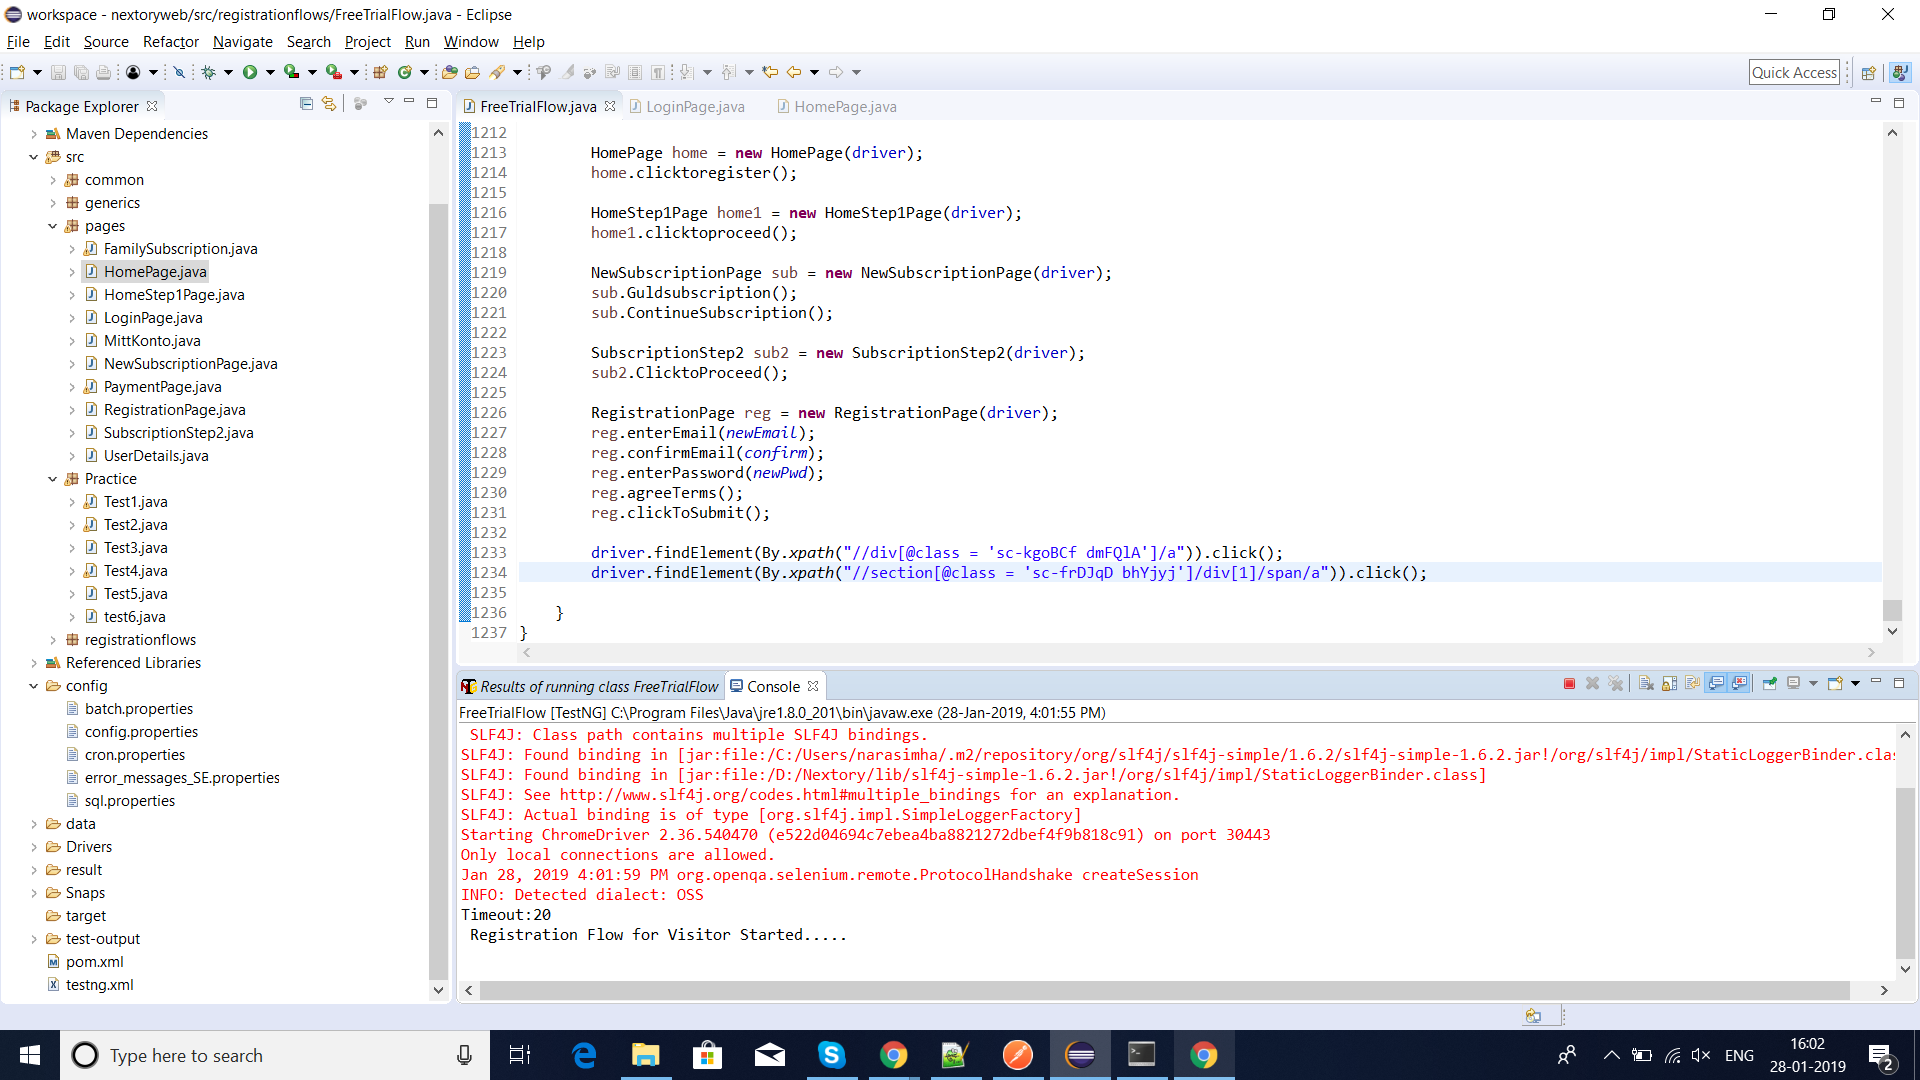 workspace - nextoryweb/src/registrationflows/FreeTrialFlow.java - Eclipse
File Edit Source Refactor Navigate Search Project Run Window Help
Quick Access
Package Explorer
Maven Dependencies
src
common
generics
pages
FamilySubscription.java
HomePage.java
HomeStep1Page.java
LoginPage.java
MittKonto.java
NewSubscriptionPage.java
PaymentPage.java
RegistrationPage.java
SubscriptionStep2.java
UserDetails.java
Practice
Test1.java
Test2.java
Test3.java
Test4.java
Test5.java
test6.java
registrationflows
Referenced Libraries
config
batch.properties
config.properties
cron.properties
error_messages_SE.properties
sql.properties
data
Drivers
result
Snaps
target
test-output
pom.xml
testng.xml
FreeTrialFlow.java LoginPage.java HomePage.java
1212
1213 HomePage home = new HomePage(driver);
1214 home.clicktoregister();
1215
1216 HomeStep1Page home1 = new HomeStep1Page(driver);
1217 home1.clicktoproceed();
1218
1219 NewSubscriptionPage sub = new NewSubscriptionPage(driver);
1220 sub.Guldsubscription();
1221 sub.ContinueSubscription();
1222
1223 SubscriptionStep2 sub2 = new SubscriptionStep2(driver);
1224 sub2.ClicktoProceed();
1225
1226 RegistrationPage reg = new RegistrationPage(driver);
1227 reg.enterEmail(newEmail);
1228 reg.confirmEmail(confirm);
1229 reg.enterPassword(newPwd);
1230 reg.agreeTerms();
1231 reg.clickToSubmit();
1232
1233 driver.findElement(By.xpath("//div[@class = 'sc-kgoBCf dmFQlA']/a")).click();
1234 driver.findElement(By.xpath("//section[@class = 'sc-frDJqD bhYjyj']/div[1]/span/a")).click();
1235
1236 }
1237 }
Results of running class FreeTrialFlow Console
FreeTrialFlow [TestNG] C:\Program Files\Java\jre1.8.0_201\bin\javaw.exe (28-Jan-2019, 4:01:55 PM)
SLF4J: Class path contains multiple SLF4J bindings.
SLF4J: Found binding in [jar:file:/C:/Users/narasimha/.m2/repository/org/slf4j/slf4j-simple/1.6.2/slf4j-simple-1.6.2.jar!/org/slf4j/impl/StaticLoggerBinder.clas
SLF4J: Found binding in [jar:file:/D:/Nextory/lib/slf4j-simple-1.6.2.jar!/org/slf4j/impl/StaticLoggerBinder.class]
SLF4J: See http://www.slf4j.org/codes.html#multiple_bindings for an explanation.
SLF4J: Actual binding is of type [org.slf4j.impl.SimpleLoggerFactory]
Starting ChromeDriver 2.36.540470 (e522d04694c7ebea4ba8821272dbef4f9b818c91) on port 30443
Only local connections are allowed.
Jan 28, 2019 4:01:59 PM org.openqa.selenium.remote.ProtocolHandshake createSession
INFO: Detected dialect: OSS
Timeout:20
Registration Flow for Visitor Started.....
Type here to search
ENG
16:02
28-01-2019
2